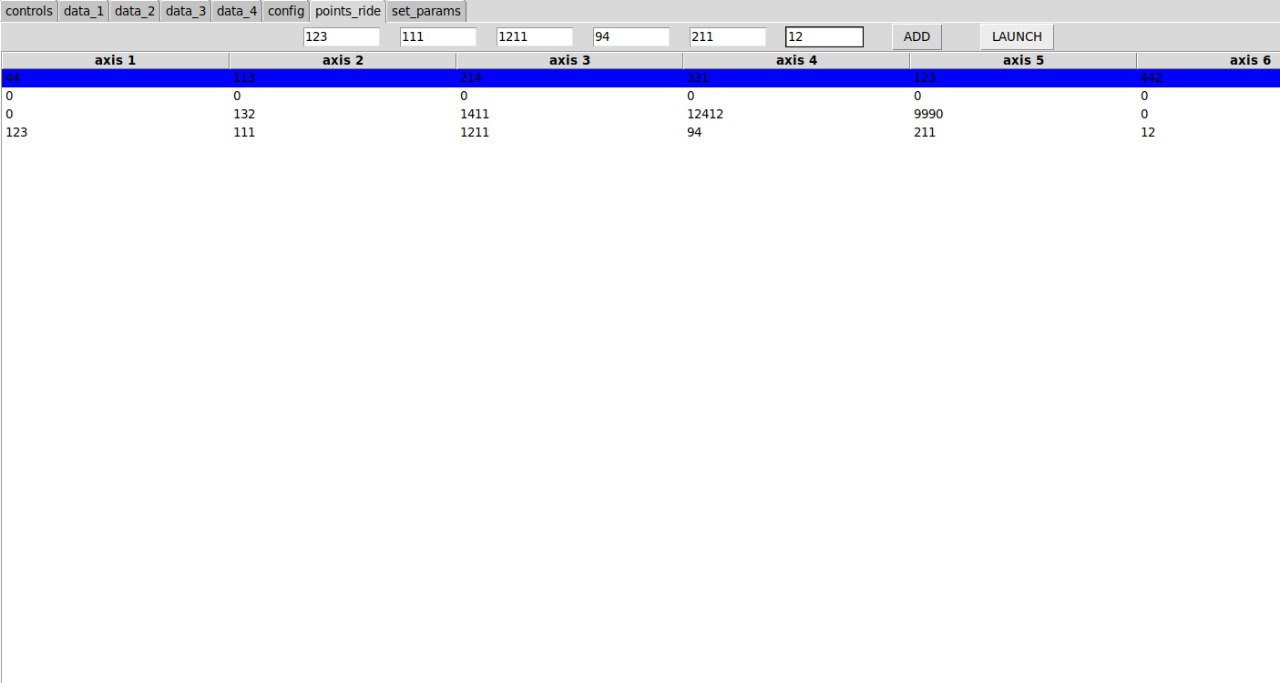 controls data_1 data_2 data_3 data_4 config points_ride set_params
123 111 1211 94 211 12 ADD LAUNCH
axis 1 axis 2 axis 3 axis 4 axis 5 axis 6
44 113 214 331 123 442
0 0 0 0 0 0
0 132 1411 12412 9990 0
123 111 1211 94 211 12